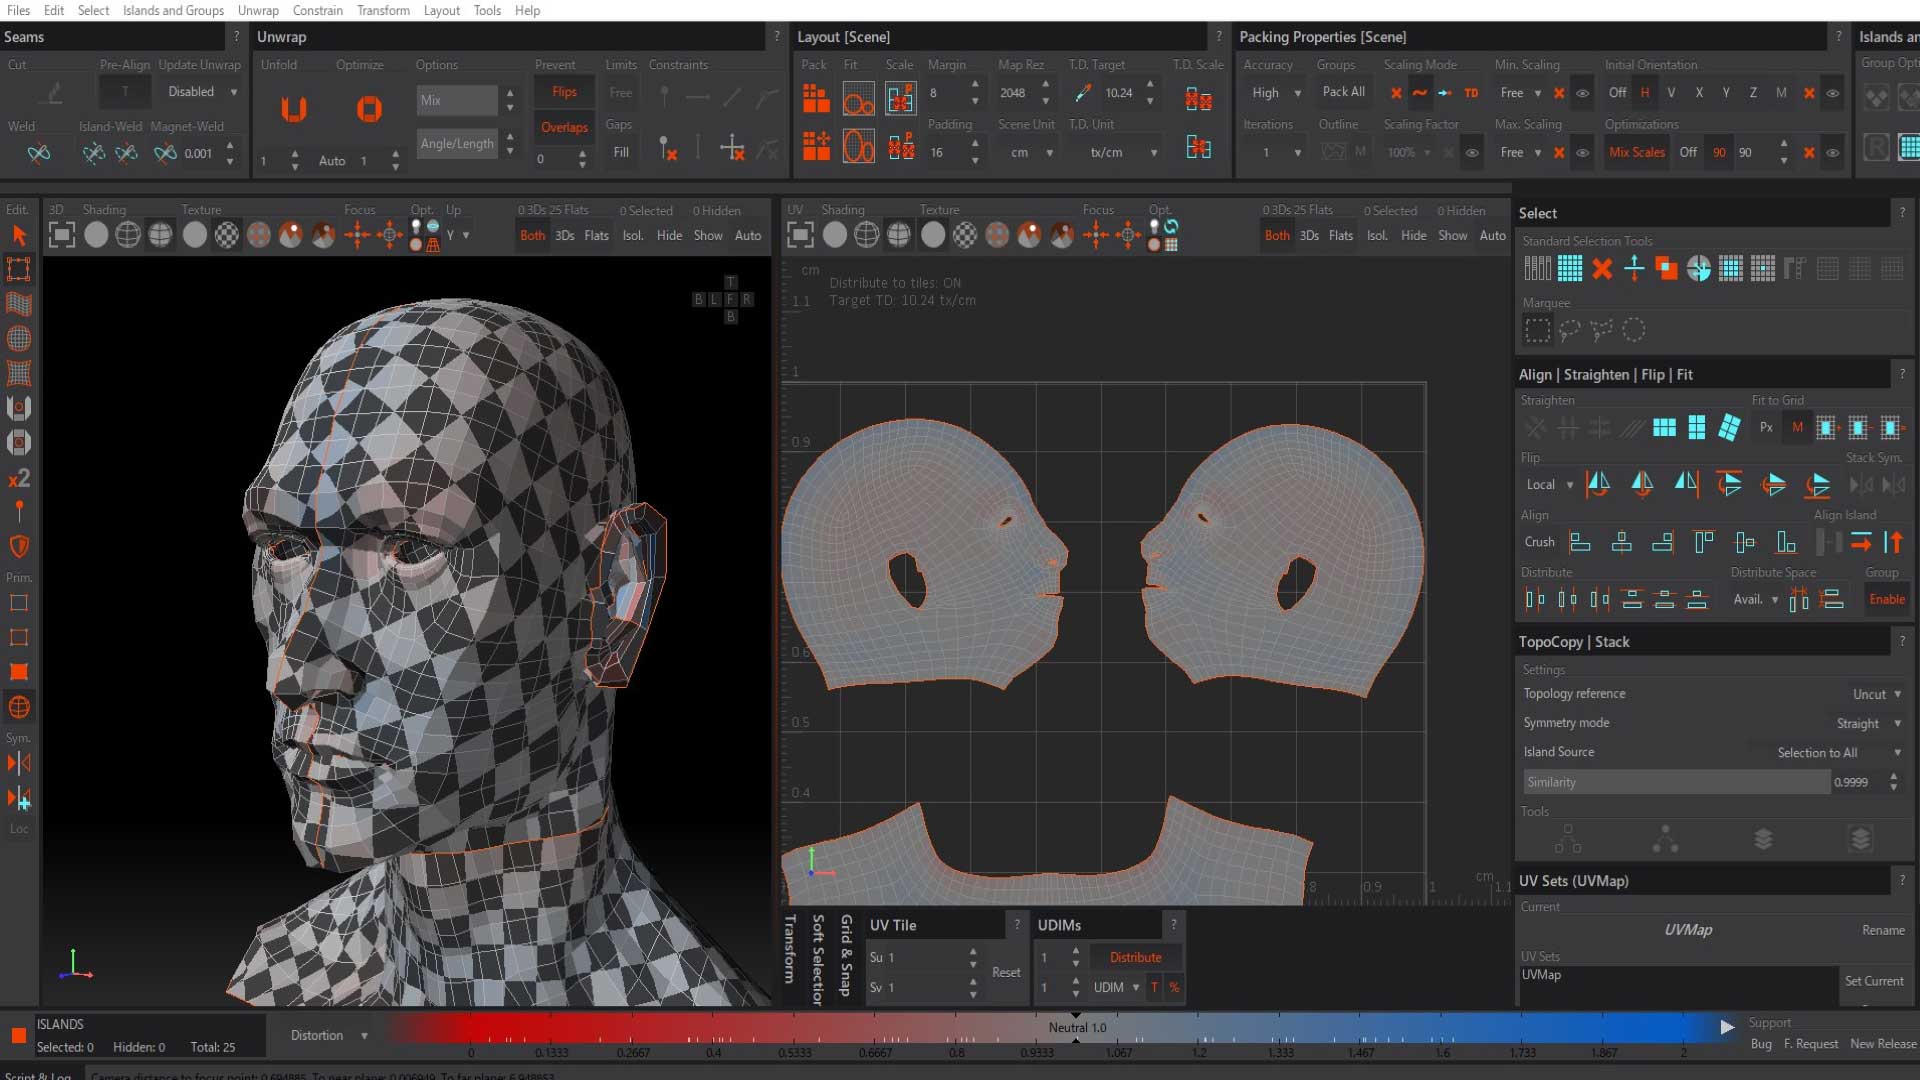 Files Edit Select Islands and Groups Unwrap Constrain Transform Layout Tools Help
Seams ? Unwrap ? Layout [Scene] ? Packing Properties [Scene] ? Islands an
Cut Pre-Align Update Unwrap Unfold Optimize Options Prevent Limits Constraints Pack Fit Scale Margin Map Rez T.D. Target T.D. Scale Accuracy Groups Scaling Mode Min. Scaling Initial Orientation Group Opti
T Disabled Mix Flips Free 8 2048 10.24 High Pack All TD Free Off H V X Y Z M
Weld Island-Weld Magnet-Weld Angle/Length Overlaps Gaps Padding Scene Unit T.D. Unit Iterations Outline Scaling Factor Max. Scaling Optimizations
0.001 1 Auto 1 0 Fill 16 cm tx/cm 1 M 100% Free Mix Scales Off 90 90 R
Edit. 3D Shading Texture Focus Opt. Up 0 3Ds 25 Flats 0 Selected 0 Hidden
Y Both 3Ds Flats Isol. Hide Show Auto
UV Shading Texture Focus Opt. 0 3Ds 25 Flats 0 Selected 0 Hidden
Both 3Ds Flats Isol. Hide Show Auto
T
B L F R
B
x2
Prim.
Sym.
Loc
cm
Distribute to tiles: ON
1.1
Target TD: 10.24 tx/cm
1
0.9
0.6
0.5
0.4
.8 0.9 1 cm 1.1
Select ?
Standard Selection Tools
Marquee
Align | Straighten | Flip | Fit ?
Straighten Fit to Grid
Px M
Flip Stack Sym.
Local
Align Align Island
Crush
Distribute Distribute Space Group
Avail. Enable
TopoCopy | Stack ?
Settings
Topology reference Uncut
Symmetry mode Straight
Island Source Selection to All
Similarity 0.9999
Tools
UV Sets (UVMap) ?
Current
UVMap Rename
UV Sets
UVMap Set Current
Transform
Soft Selection
Grid & Snap
UV Tile ?
Su 1
Reset
Sv 1
UDIMs ?
1 Distribute
1 UDIM T %
ISLANDS
Selected: 0 Hidden: 0 Total: 25
Distortion
Neutral 1.0
0 0.1333 0.2667 0.4 0.5333 0.6667 0.8 0.9333 1.067 1.2 1.333 1.467 1.6 1.733 1.867 2
Support
Bug F. Request New Release
Script & Log Camera distance to focus point: 0.694885, To near plane: 0.006949, To far plane: 6.948853